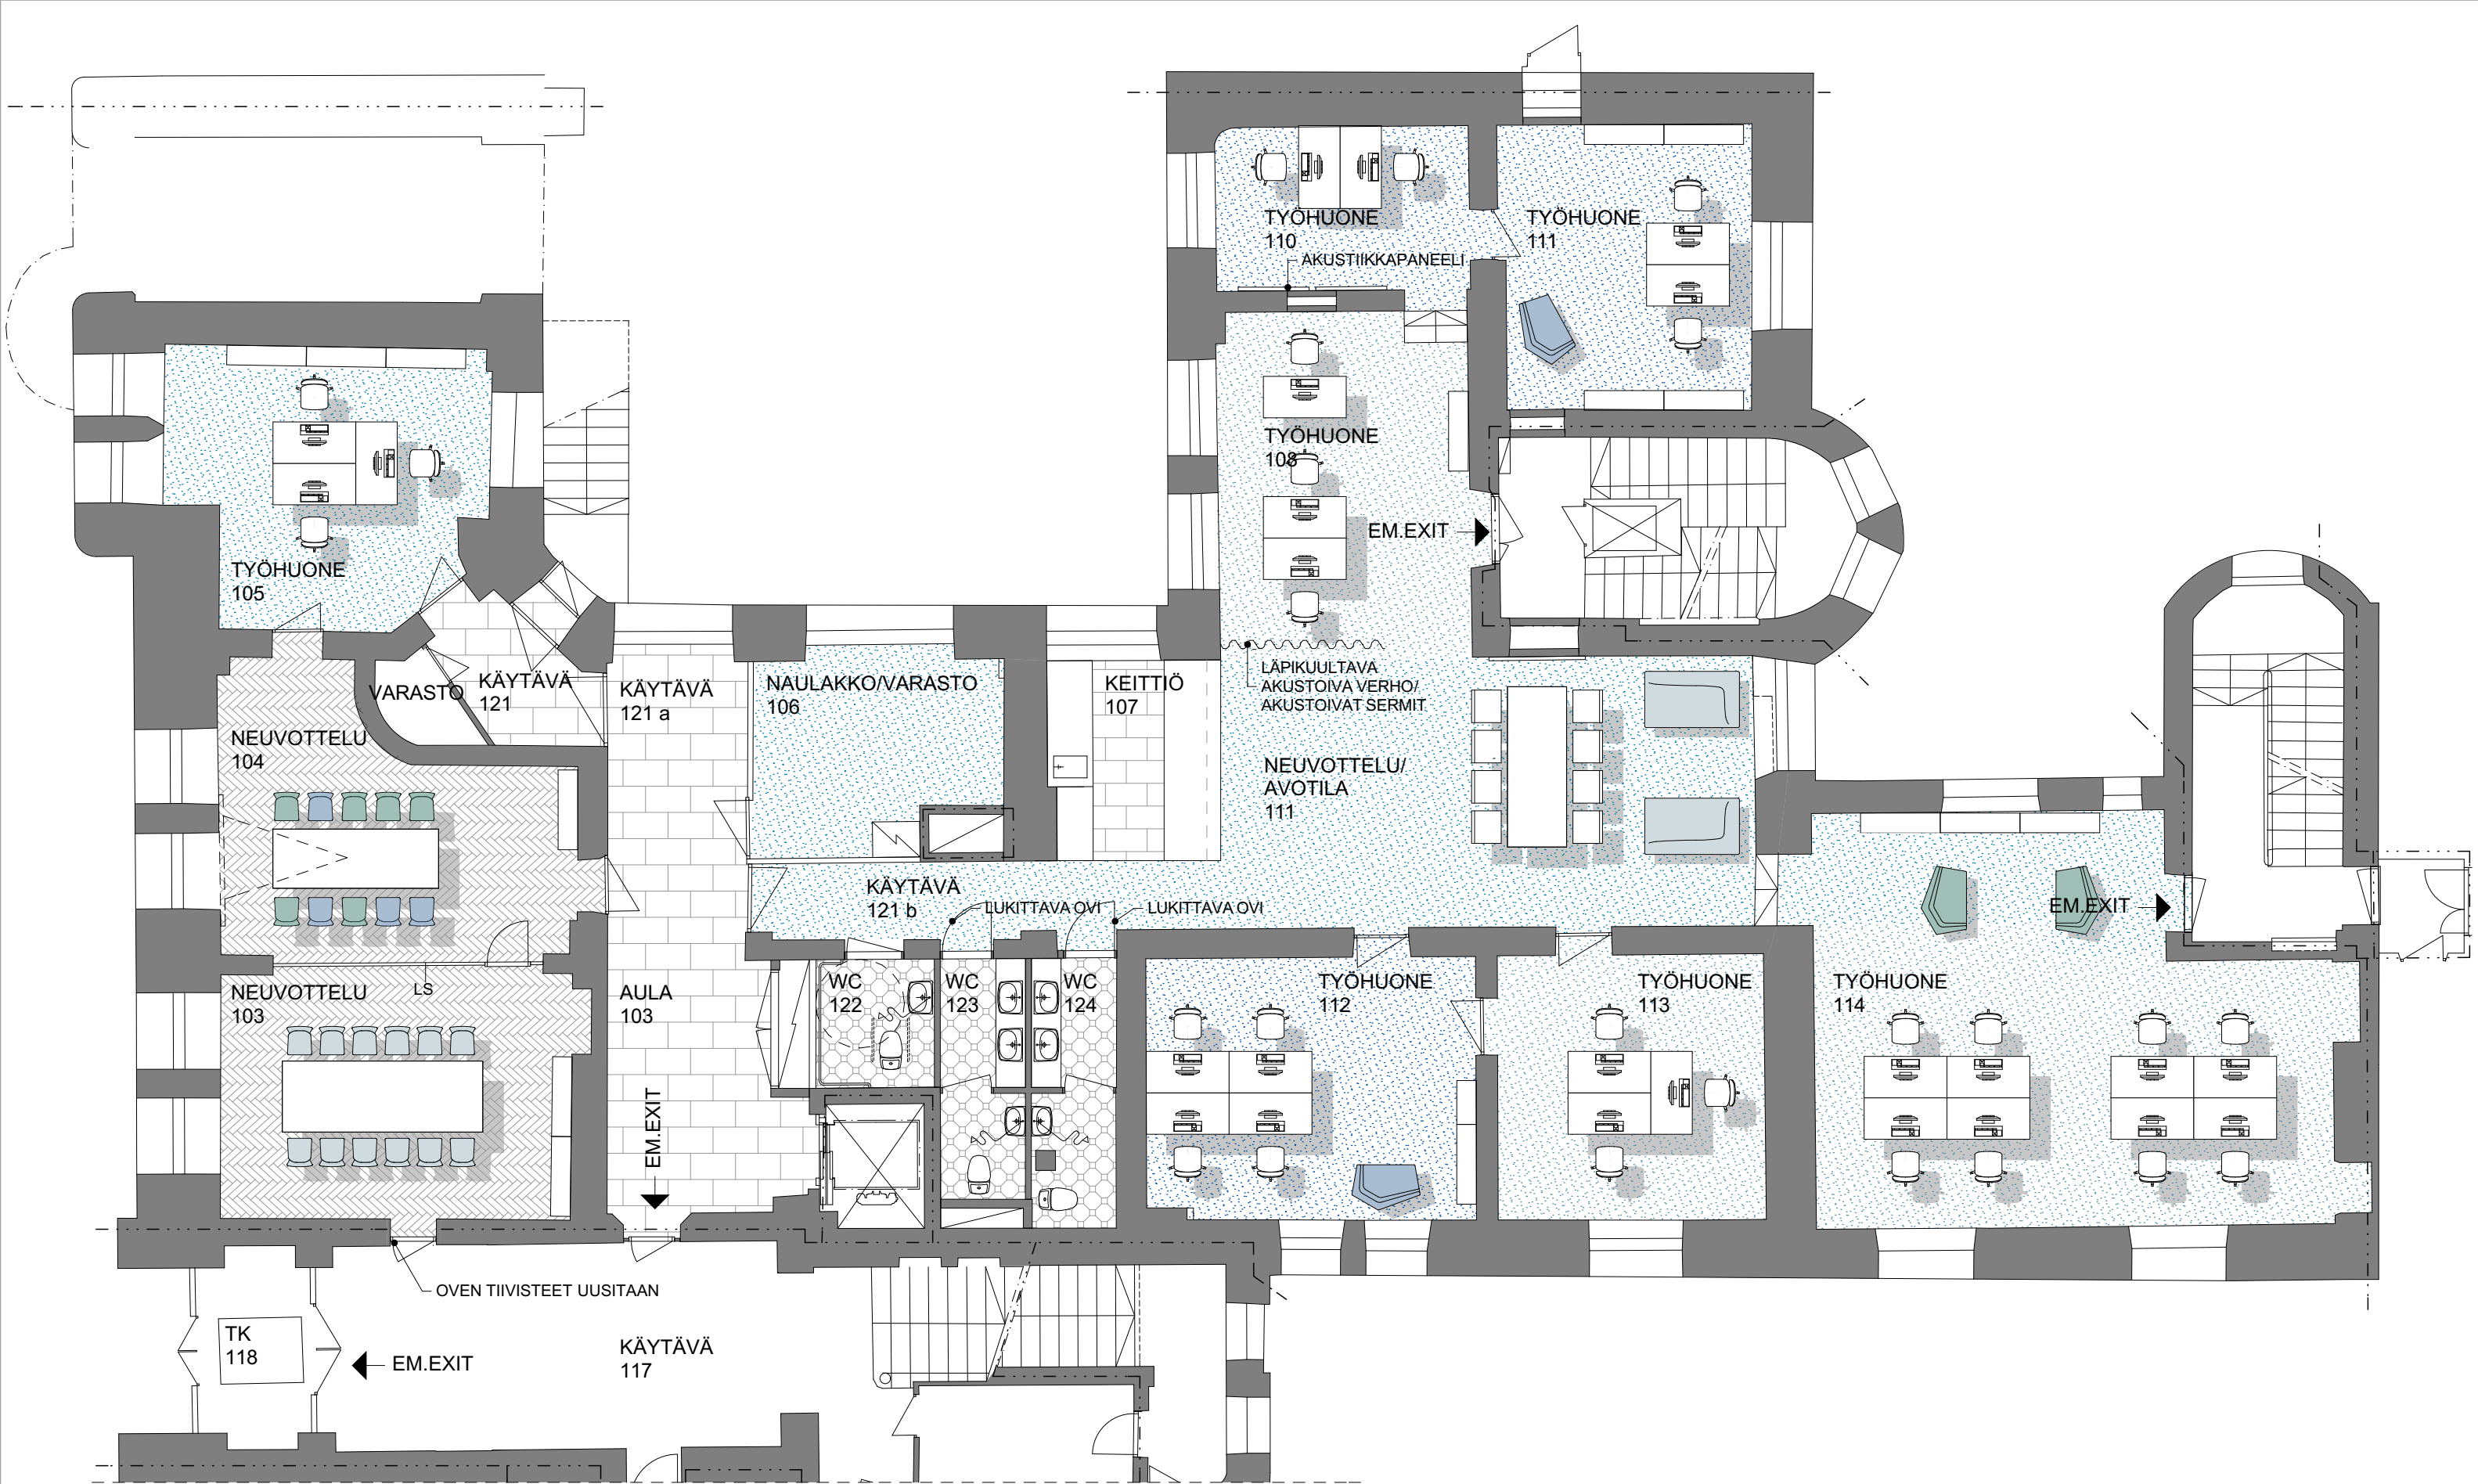 TYÖHUONE
110
TYÖHUONE
111
AKUSTIIKKAPANEELI
TYÖHUONE
108
EM.EXIT
TYÖHUONE
105
LÄPIKUULTAVA
AKUSTOIVA VERHO/
AKUSTOIVAT SERMIT
VARASTO
KÄYTÄVÄ
121
KÄYTÄVÄ
121 a
NAULAKKO/VARASTO
106
KEITTIÖ
107
NEUVOTTELU
104
NEUVOTTELU/
AVOTILA
111
KÄYTÄVÄ
121 b
LUKITTAVA OVI
LUKITTAVA OVI
EM.EXIT
NEUVOTTELU
103
LS
AULA
103
WC
122
WC
123
WC
124
TYÖHUONE
112
TYÖHUONE
113
TYÖHUONE
114
EM.EXIT
OVEN TIIVISTEET UUSITAAN
TK
118
EM.EXIT
KÄYTÄVÄ
117